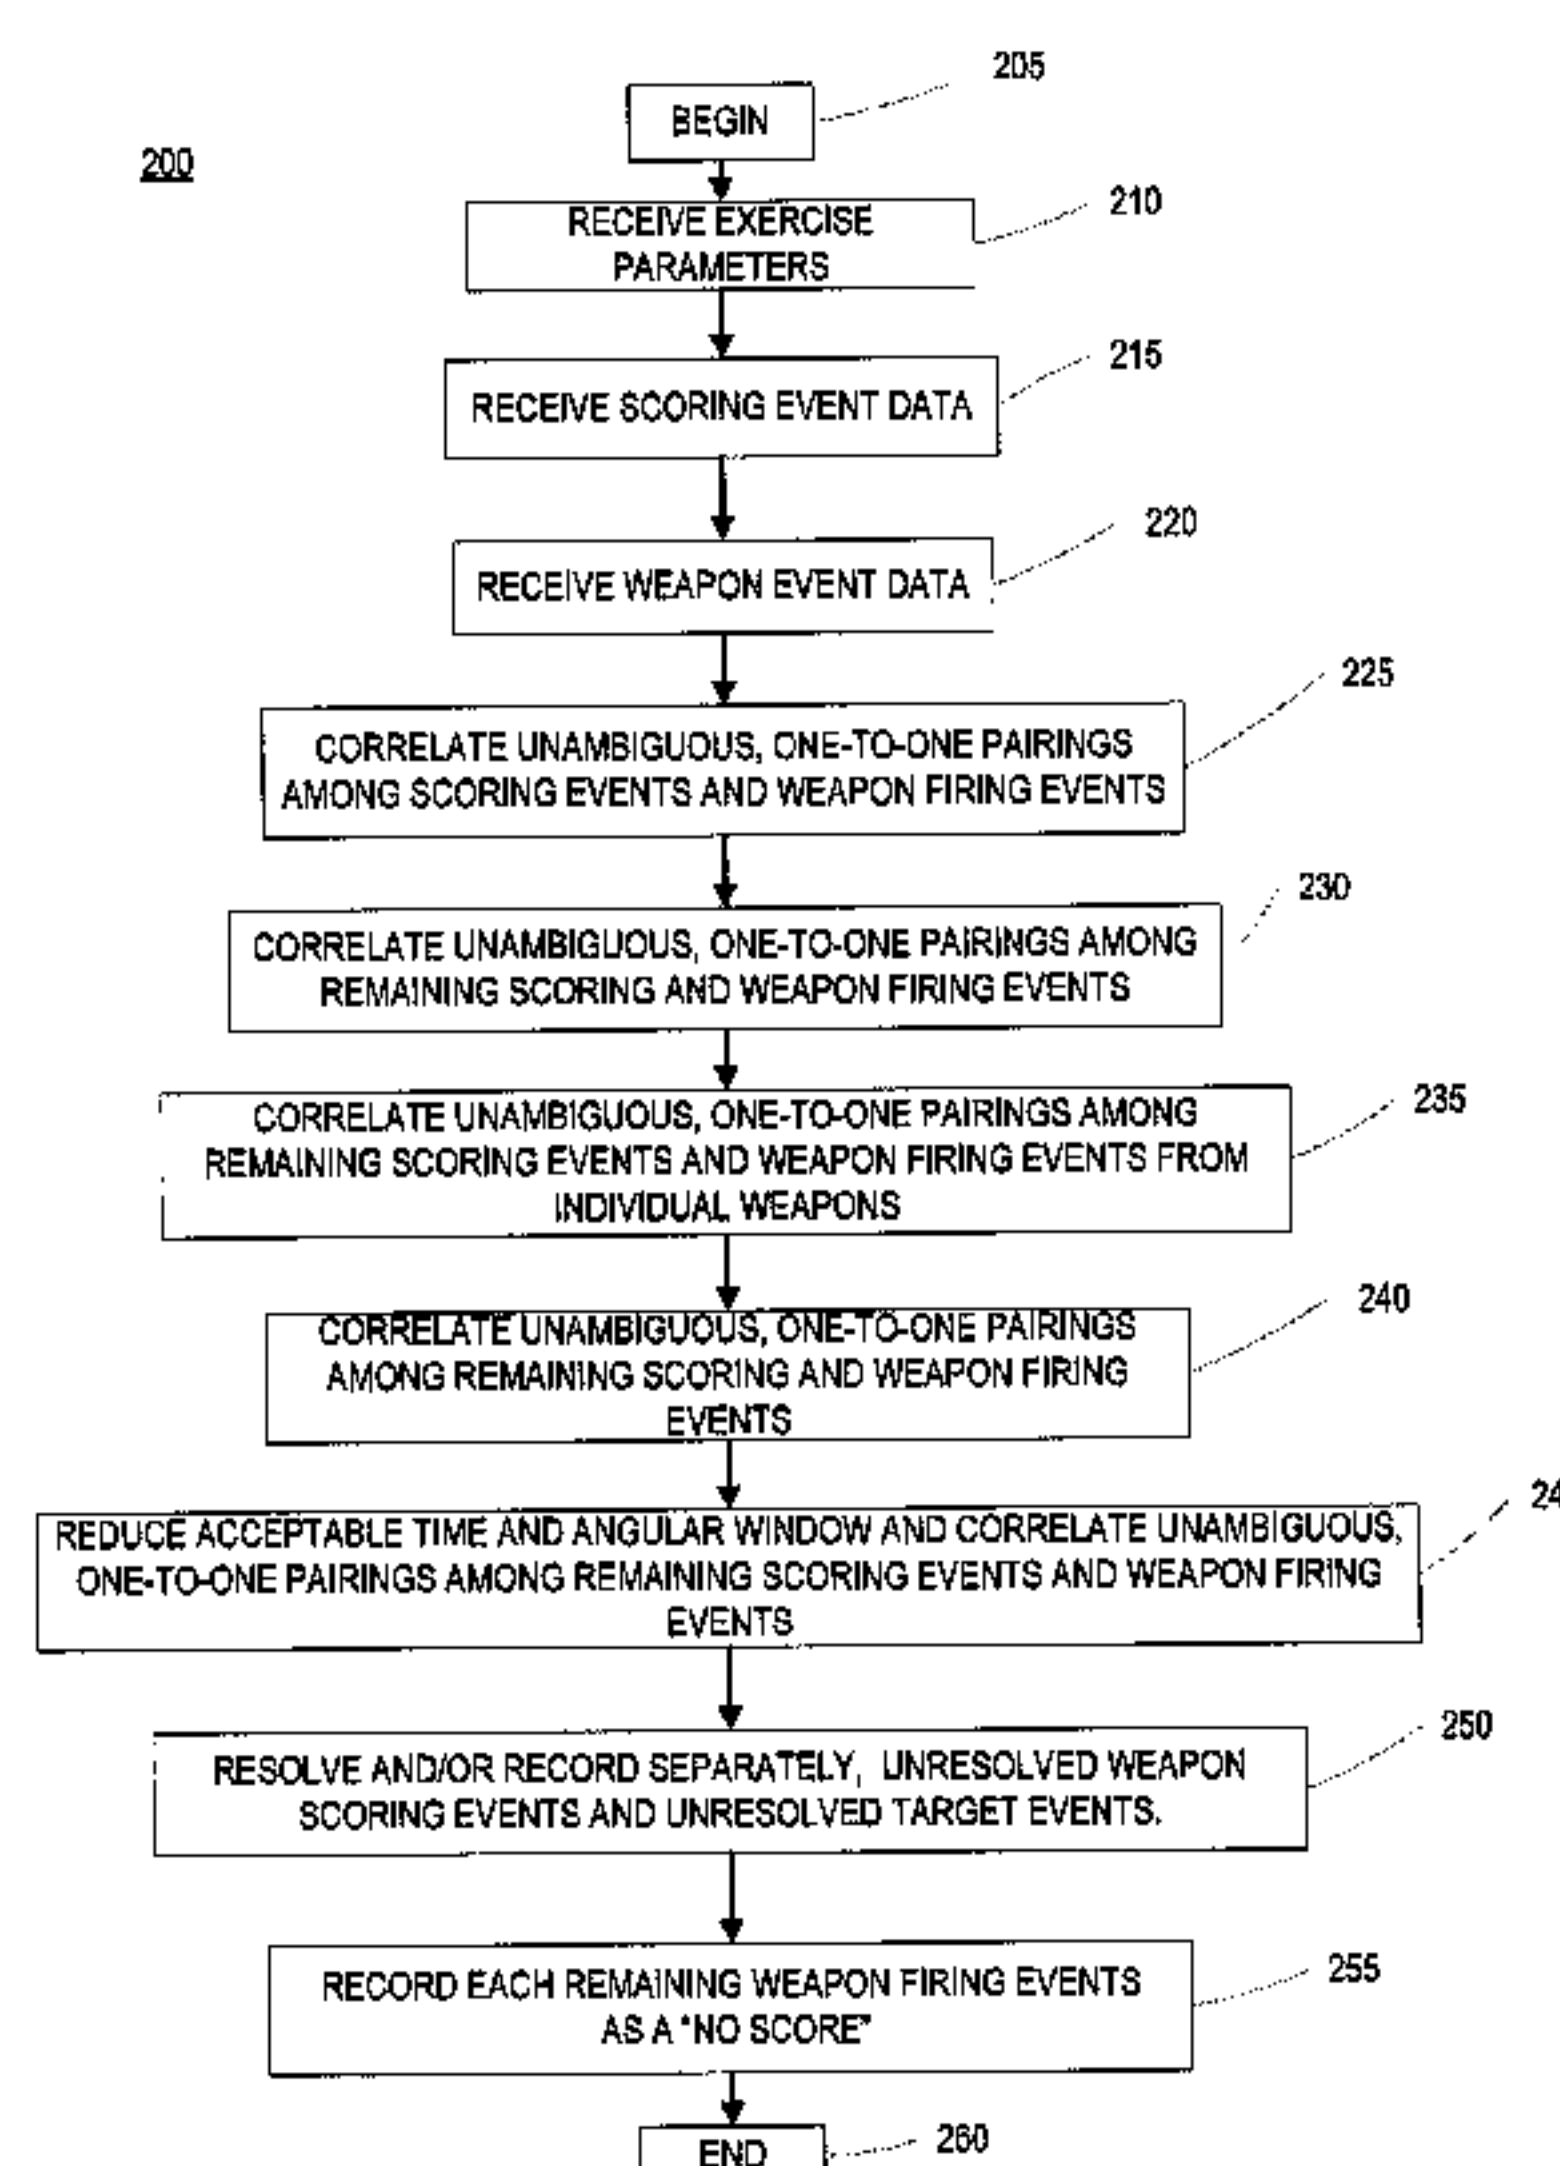 205
BEGIN
200
210
RECEIVE EXERCISE
PARAMETERS
215
RECEIVE SCORING EVENT DATA
220
RECEIVE WEAPON EVENT DATA
225
CORRELATE UNAMBIGUOUS, ONE-TO-ONE PAIRINGS
AMONG SCORING EVENTS AND WEAPON FIRING EVENTS
230
CORRELATE UNAMBIGUOUS, ONE-TO-ONE PAIRINGS AMONG
REMAINING SCORING AND WEAPON FIRING EVENTS
235
CORRELATE UNAMBIGUOUS, ONE-TO-ONE PAIRINGS AMONG
REMAINING SCORING EVENTS AND WEAPON FIRING EVENTS FROM
INDIVIDUAL WEAPONS
240
CORRELATE UNAMBIGUOUS, ONE-TO-ONE PAIRINGS
AMONG REMAINING SCORING AND WEAPON FIRING
EVENTS
REDUCE ACCEPTABLE TIME AND ANGULAR WINDOW AND CORRELATE UNAMBIGUOUS,
ONE-TO-ONE PAIRINGS AMONG REMAINING SCORING EVENTS AND WEAPON FIRING
EVENTS
250
RESOLVE AND/OR RECORD SEPARATELY, UNRESOLVED WEAPON
SCORING EVENTS AND UNRESOLVED TARGET EVENTS.
255
RECORD EACH REMAINING WEAPON FIRING EVENTS
AS A "NO SCORE"
END
260